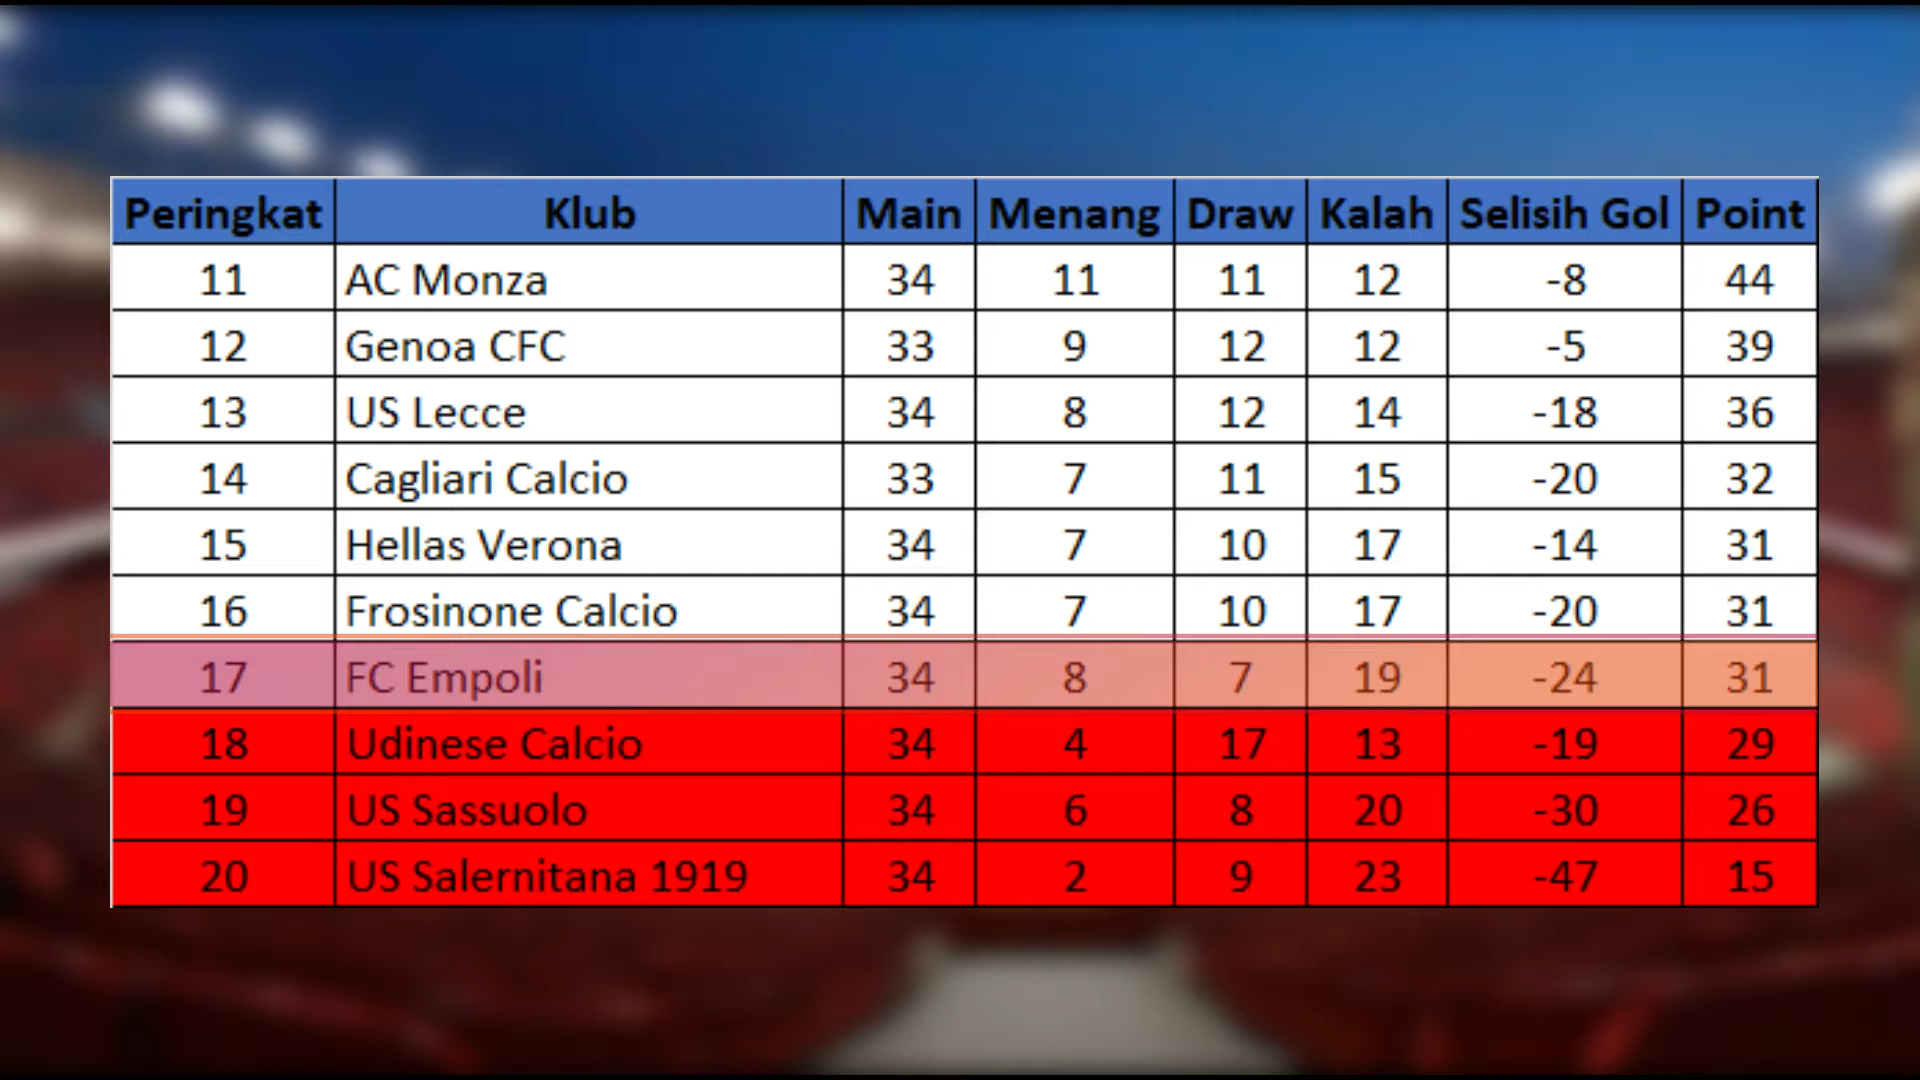 Peringkat Klub Main Menang Draw Kalah Selisih Gol Point
11 AC Monza 34 11 11 12 -8 44
12 Genoa CFC 33 9 12 12 -5 39
13 US Lecce 34 8 12 14 -18 36
14 Cagliari Calcio 33 7 11 15 -20 32
15 Hellas Verona 34 7 10 17 -14 31
16 Frosinone Calcio 34 7 10 17 -20 31
17 FC Empoli 34 8 7 19 -24 31
18 Udinese Calcio 34 4 17 13 -19 29
19 US Sassuolo 34 6 8 20 -30 26
20 US Salernitana 1919 34 2 9 23 -47 15